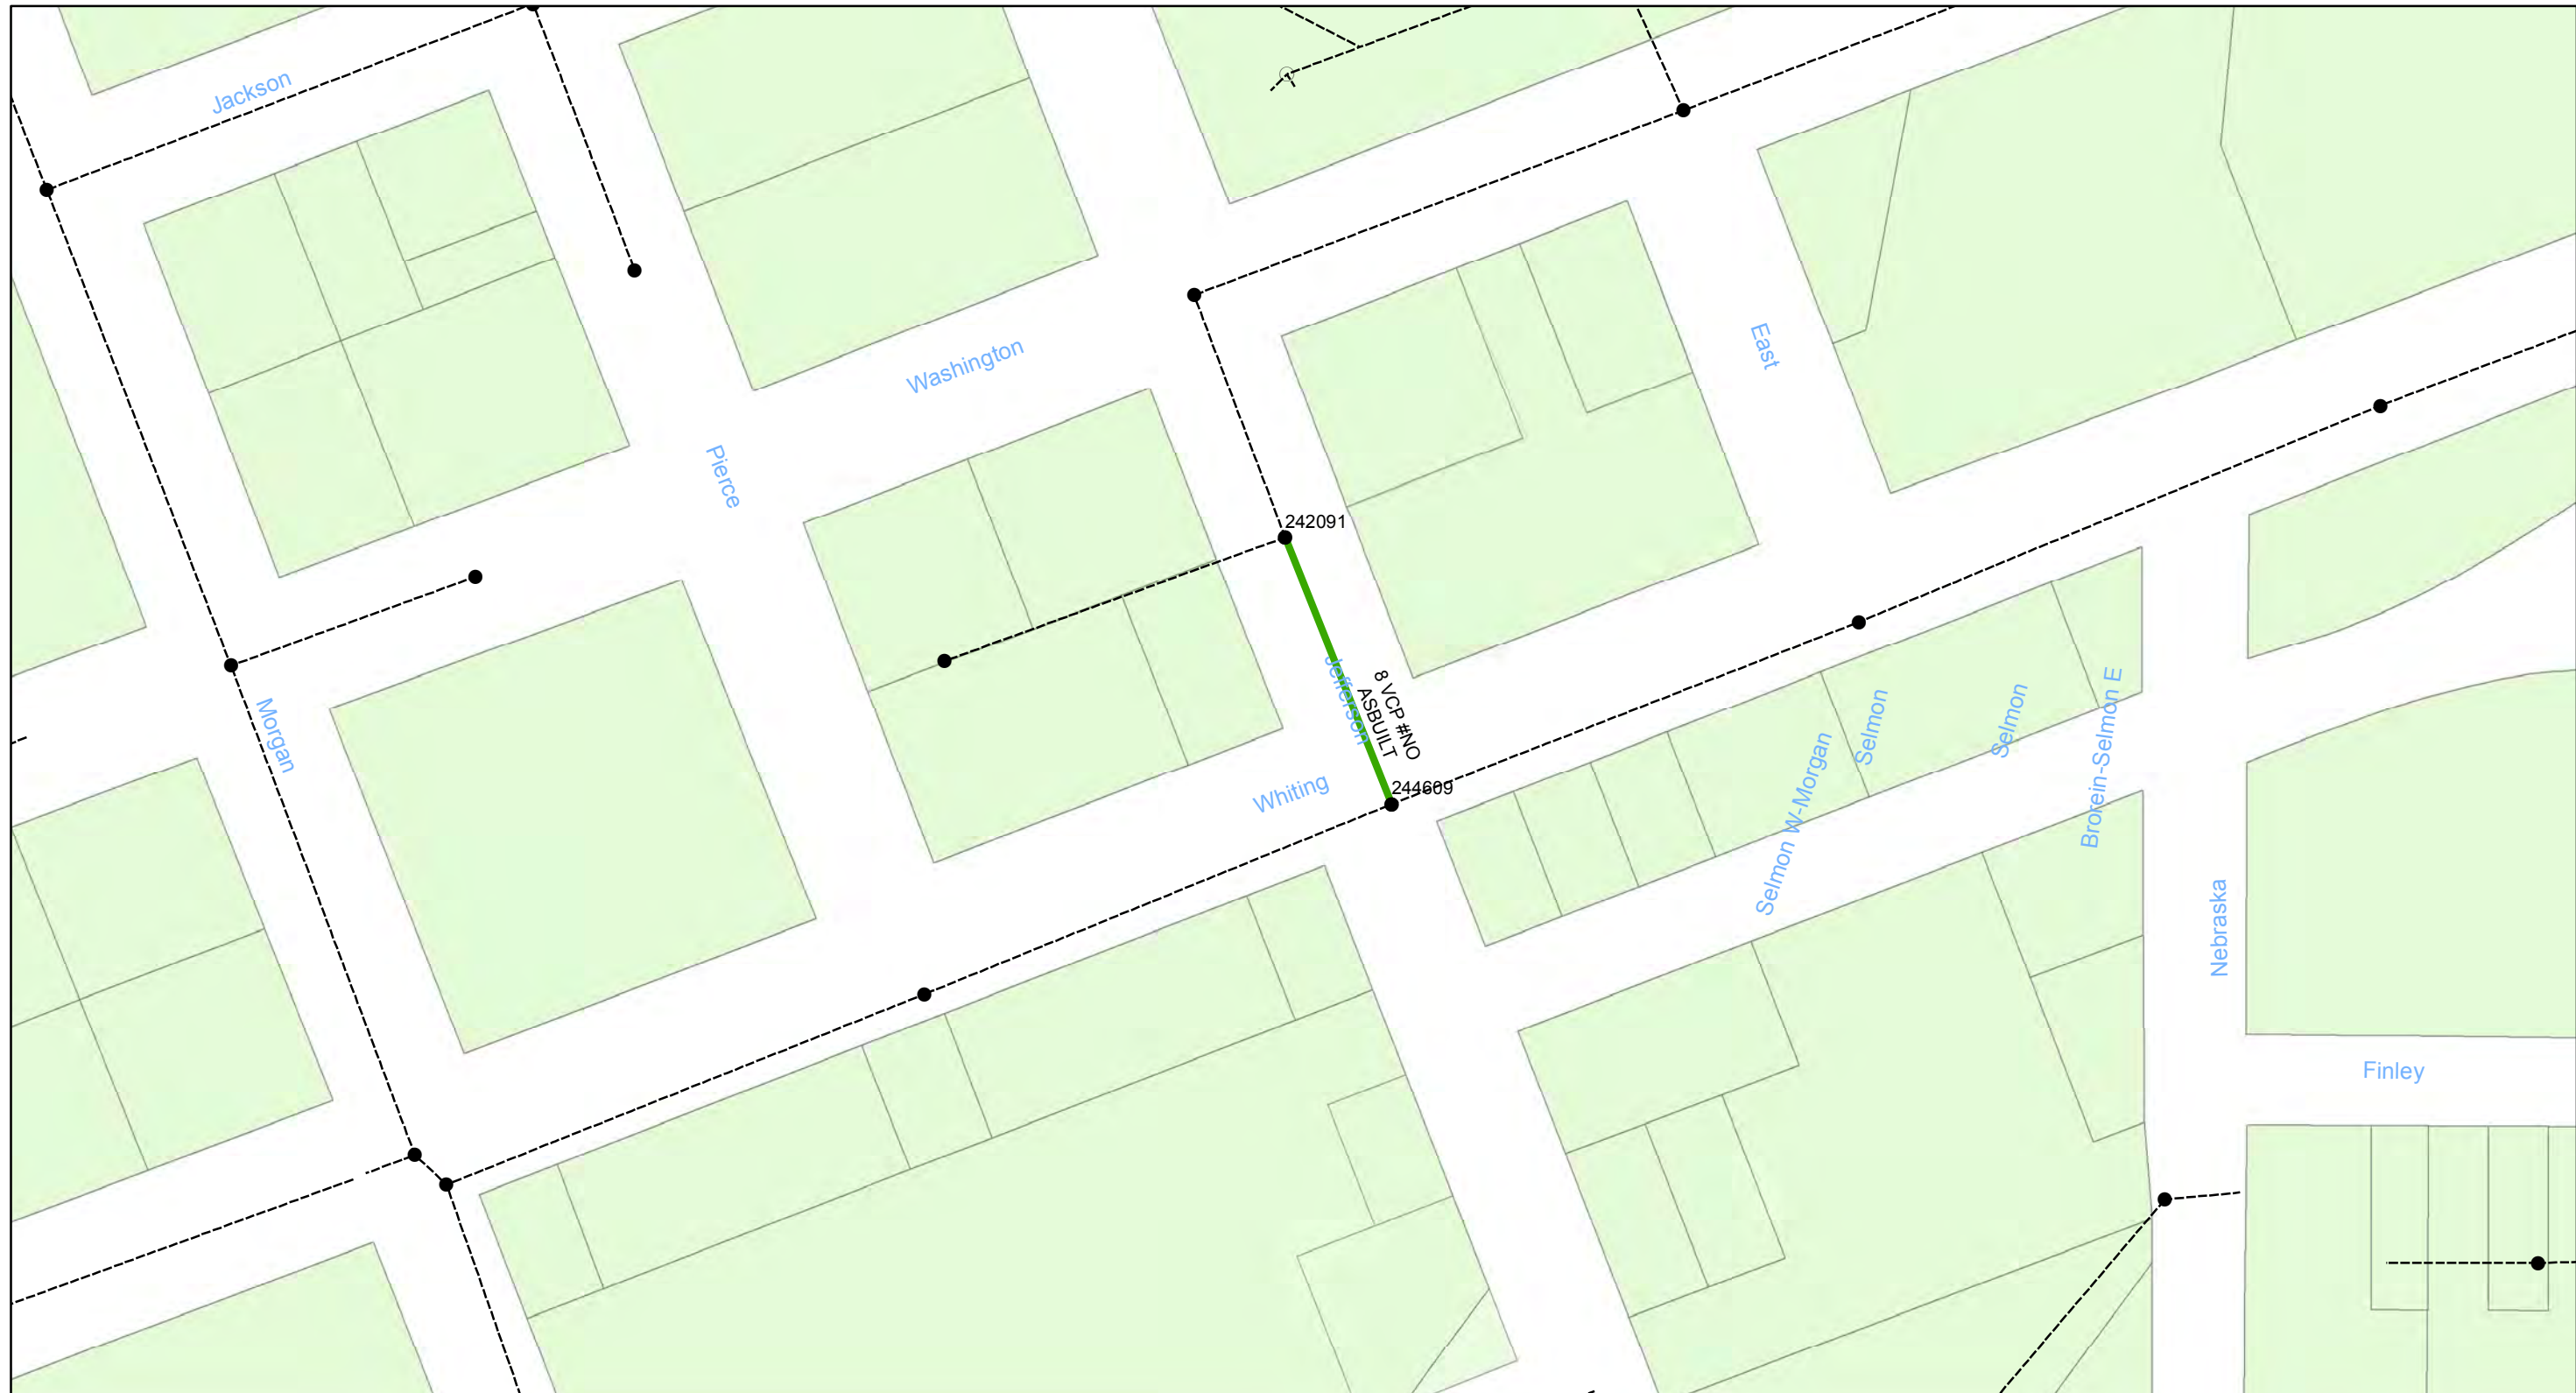 Jackson
Washington
East
Pierce
242091
Jefferson
8 VCP #NO
ASBUILT
Morgan
Whiting
244609
Selmon W-Morgan
Selmon
Selmon
Brorein-Selmon E
Nebraska
Finley